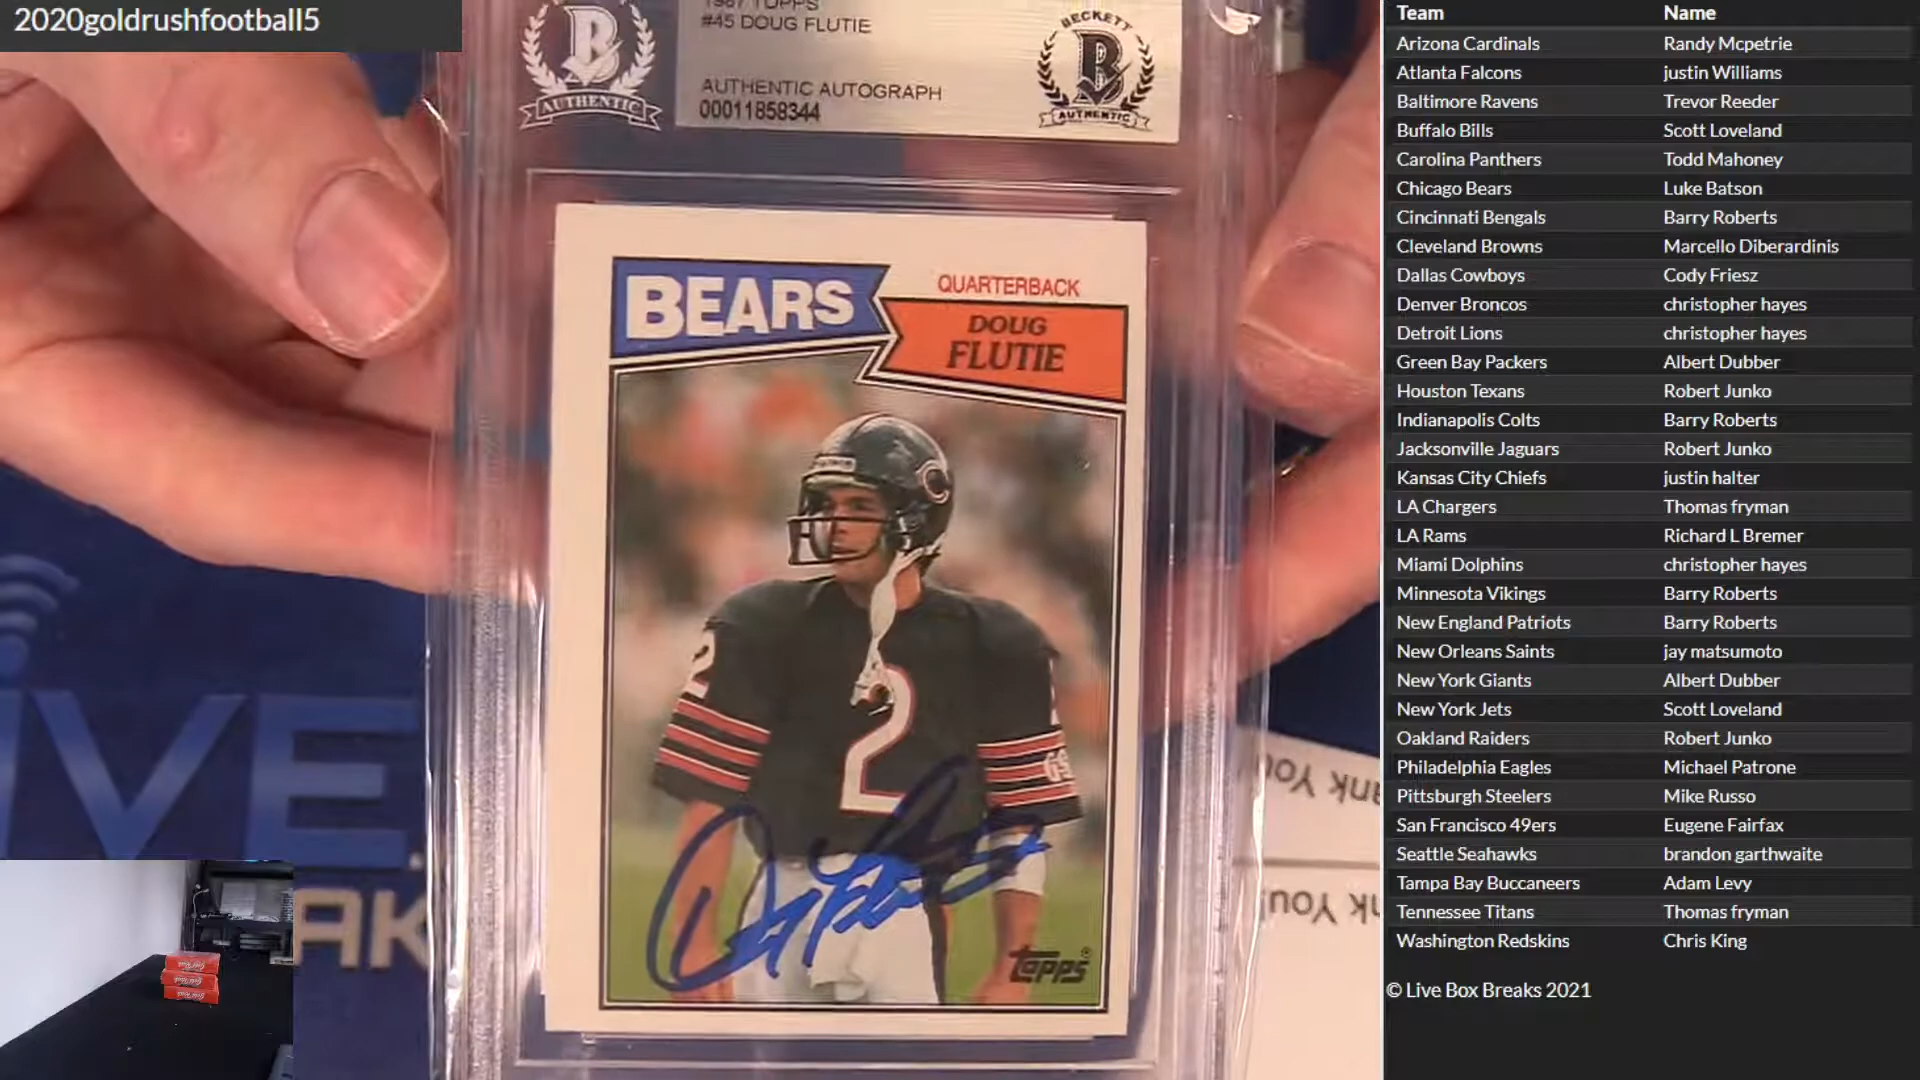 2020goldrushfootball5
1987 TOPPS
#45 DOUG FLUTIE
AUTHENTIC AUTOGRAPH
00011858344
AUTHENTIC
BECKETT
AUTHENTIC
BEARS
QUARTERBACK
DOUG
FLUTIE
2
2
topps
Team Name
Arizona Cardinals Randy Mcpetrie
Atlanta Falcons justin Williams
Baltimore Ravens Trevor Reeder
Buffalo Bills Scott Loveland
Carolina Panthers Todd Mahoney
Chicago Bears Luke Batson
Cincinnati Bengals Barry Roberts
Cleveland Browns Marcello Diberardinis
Dallas Cowboys Cody Friesz
Denver Broncos christopher hayes
Detroit Lions christopher hayes
Green Bay Packers Albert Dubber
Houston Texans Robert Junko
Indianapolis Colts Barry Roberts
Jacksonville Jaguars Robert Junko
Kansas City Chiefs justin halter
LA Chargers Thomas fryman
LA Rams Richard L Bremer
Miami Dolphins christopher hayes
Minnesota Vikings Barry Roberts
New England Patriots Barry Roberts
New Orleans Saints jay matsumoto
New York Giants Albert Dubber
New York Jets Scott Loveland
Oakland Raiders Robert Junko
Philadelphia Eagles Michael Patrone
Pittsburgh Steelers Mike Russo
San Francisco 49ers Eugene Fairfax
Seattle Seahawks brandon garthwaite
Tampa Bay Buccaneers Adam Levy
Tennessee Titans Thomas fryman
Washington Redskins Chris King
© Live Box Breaks 2021